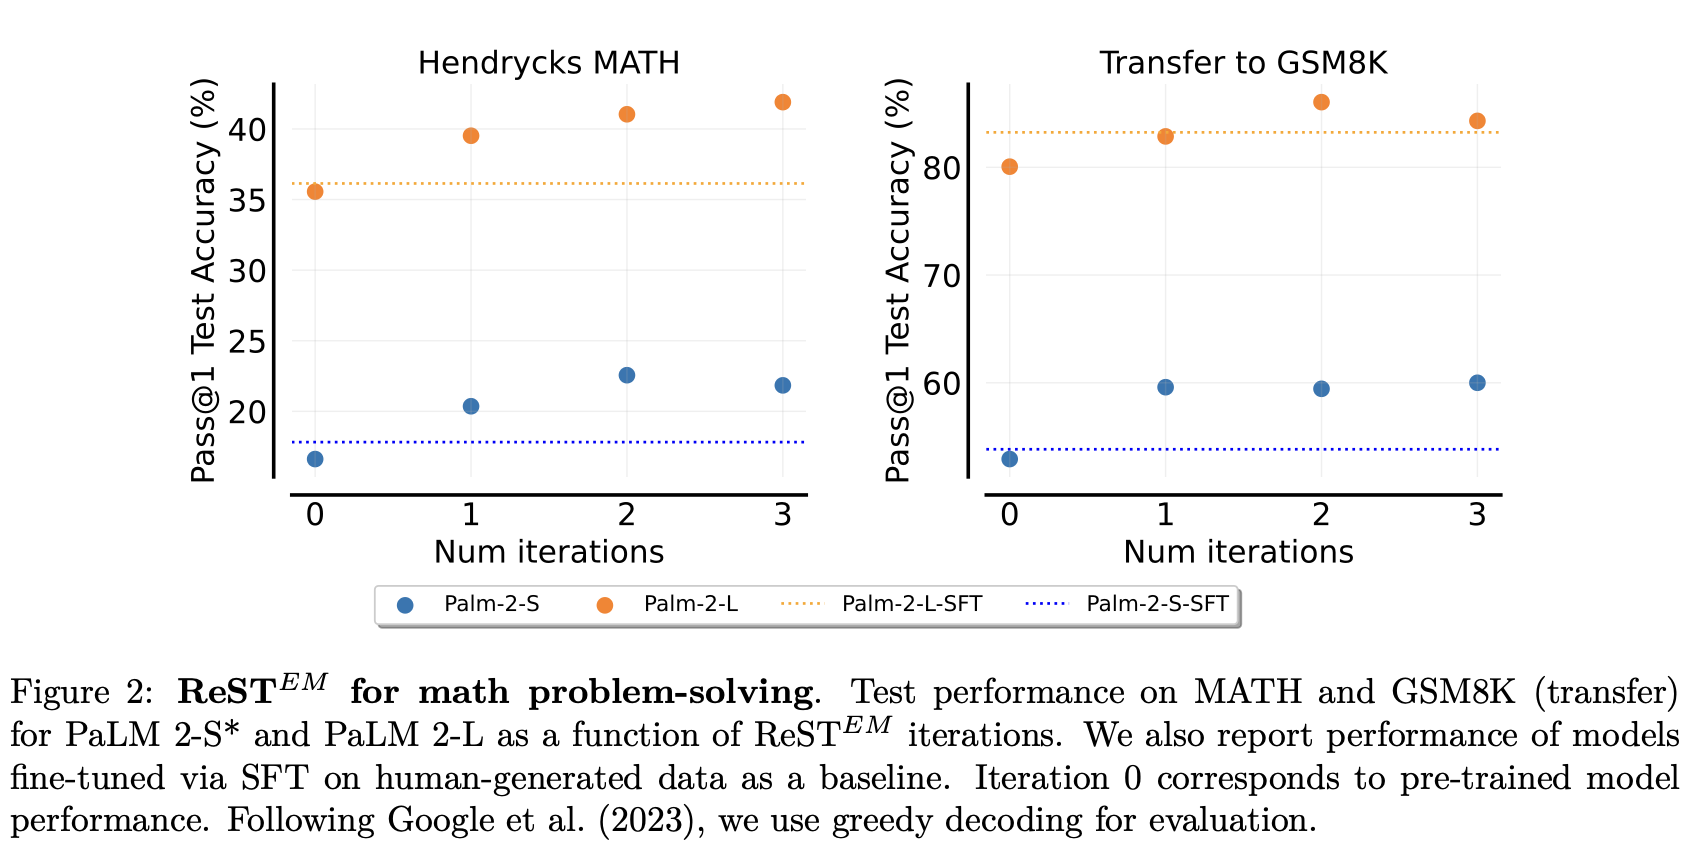 Hendrycks MATH
Pass@1 Test Accuracy (%)
40
35
30
25
20
0 1 2 3
Num iterations
Transfer to GSM8K
Pass@1 Test Accuracy (%)
80
70
60
0 1 2 3
Num iterations
Palm-2-S Palm-2-L Palm-2-L-SFT Palm-2-S-SFT
Figure 2: ReST^EM for math problem-solving. Test performance on MATH and GSM8K (transfer)
for PaLM 2-S* and PaLM 2-L as a function of ReST^EM iterations. We also report performance of models
fine-tuned via SFT on human-generated data as a baseline. Iteration 0 corresponds to pre-trained model
performance. Following Google et al. (2023), we use greedy decoding for evaluation.